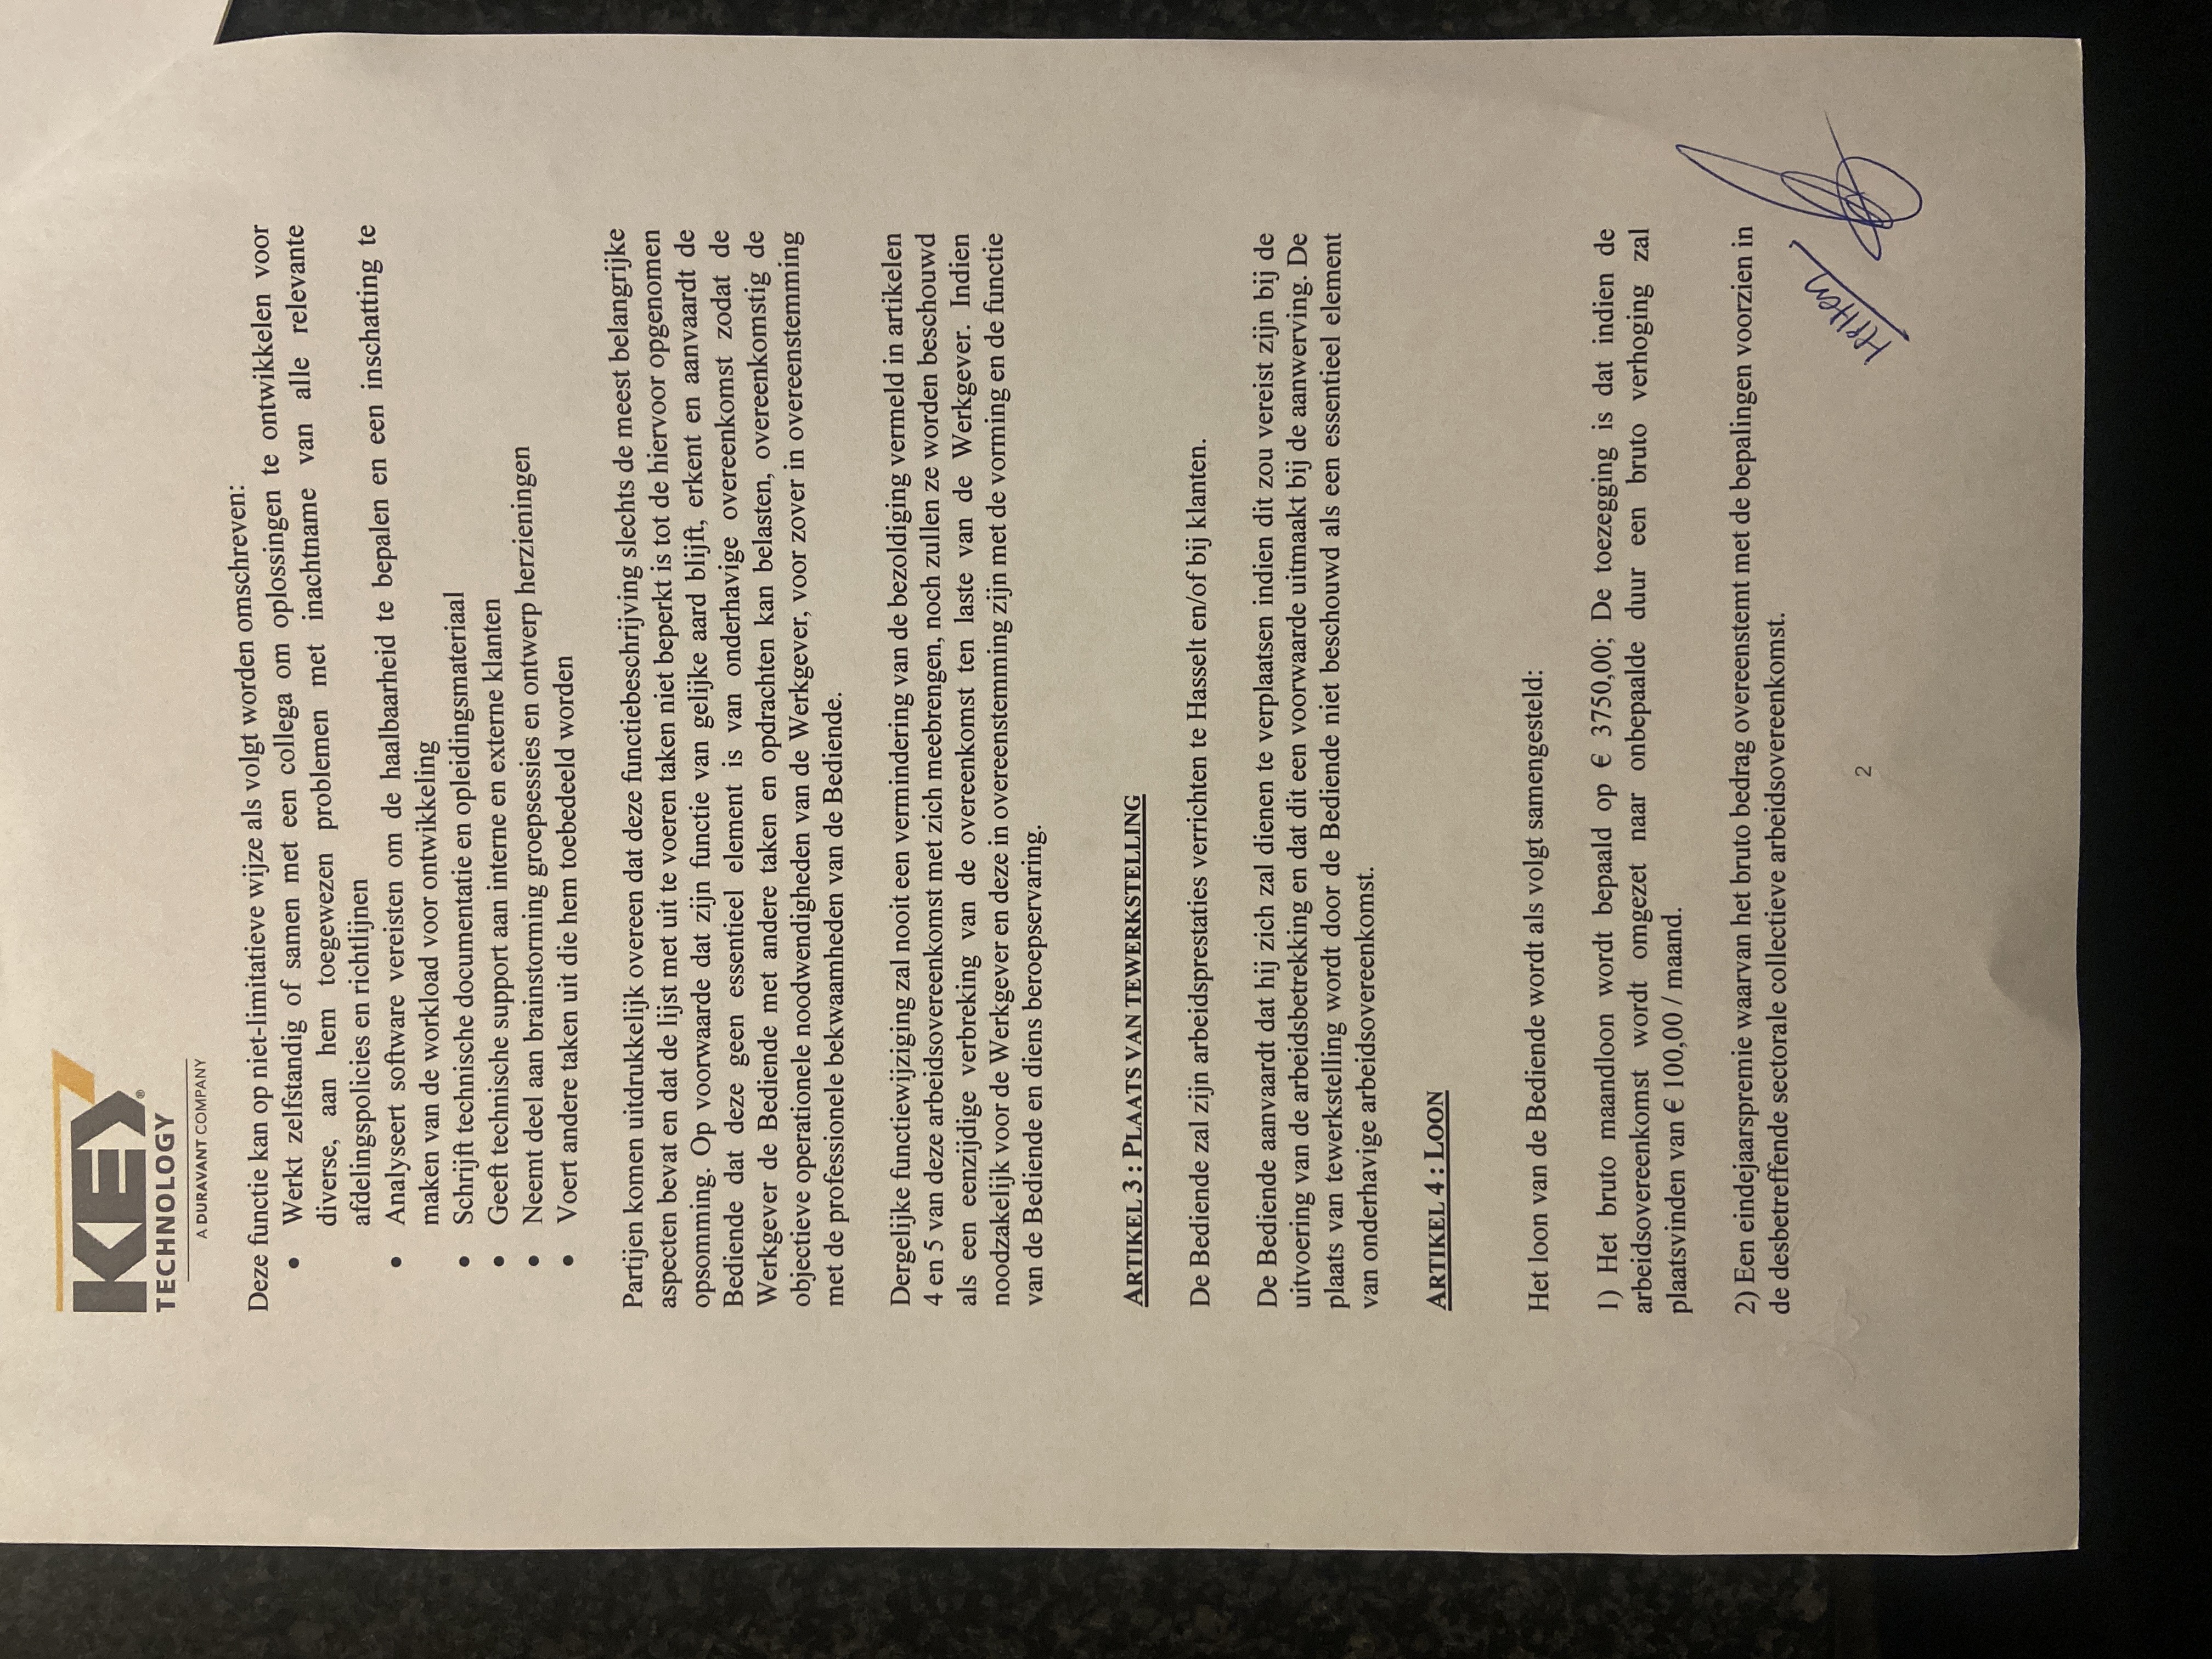 KEY
TECHNOLOGY
A DURAVANT COMPANY
Deze functie kan op niet-limitatieve wijze als volgt worden omschreven:
• Werkt zelfstandig of samen met een collega om oplossingen te ontwikkelen voor
diverse, aan hem toegewezen problemen met inachtname van alle relevante
afdelingspolicies en richtlijnen
• Analyseert software vereisten om de haalbaarheid te bepalen en een inschatting te
maken van de workload voor ontwikkeling
• Schrijft technische documentatie en opleidingsmateriaal
• Geeft technische support aan interne en externe klanten
• Neemt deel aan brainstorming groepsessies en ontwerp herzieningen
• Voert andere taken uit die hem toebedeeld worden
Partijen komen uitdrukkelijk overeen dat deze functiebeschrijving slechts de meest belangrijke
aspecten bevat en dat de lijst met uit te voeren taken niet beperkt is tot de hiervoor opgenomen
opsomming. Op voorwaarde dat zijn functie van gelijke aard blijft, erkent en aanvaardt de
Bediende dat deze geen essentieel element is van onderhavige overeenkomst zodat de
Werkgever de Bediende met andere taken en opdrachten kan belasten, overeenkomstig de
objectieve operationele noodwendigheden van de Werkgever, voor zover in overeenstemming
met de professionele bekwaamheden van de Bediende.
Dergelijke functiewijziging zal nooit een vermindering van de bezoldiging vermeld in artikelen
4 en 5 van deze arbeidsovereenkomst met zich meebrengen, noch zullen ze worden beschouwd
als een eenzijdige verbreking van de overeenkomst ten laste van de Werkgever. Indien
noodzakelijk voor de Werkgever en deze in overeenstemming zijn met de vorming en de functie
van de Bediende en diens beroepservaring.
ARTIKEL 3 : PLAATS VAN TEWERKSTELLING
De Bediende zal zijn arbeidsprestaties verrichten te Hasselt en/of bij klanten.
De Bediende aanvaardt dat hij zich zal dienen te verplaatsen indien dit zou vereist zijn bij de
uitvoering van de arbeidsbetrekking en dat dit een voorwaarde uitmaakt bij de aanwerving. De
plaats van tewerkstelling wordt door de Bediende niet beschouwd als een essentieel element
van onderhavige arbeidsovereenkomst.
ARTIKEL 4 : LOON
Het loon van de Bediende wordt als volgt samengesteld:
1) Het bruto maandloon wordt bepaald op € 3750,00; De toezegging is dat indien de
arbeidsovereenkomst wordt omgezet naar onbepaalde duur een bruto verhoging zal
plaatsvinden van € 100,00 / maand.
2) Een eindejaarspremie waarvan het bruto bedrag overeenstemt met de bepalingen voorzien in
de desbetreffende sectorale collectieve arbeidsovereenkomst.
2